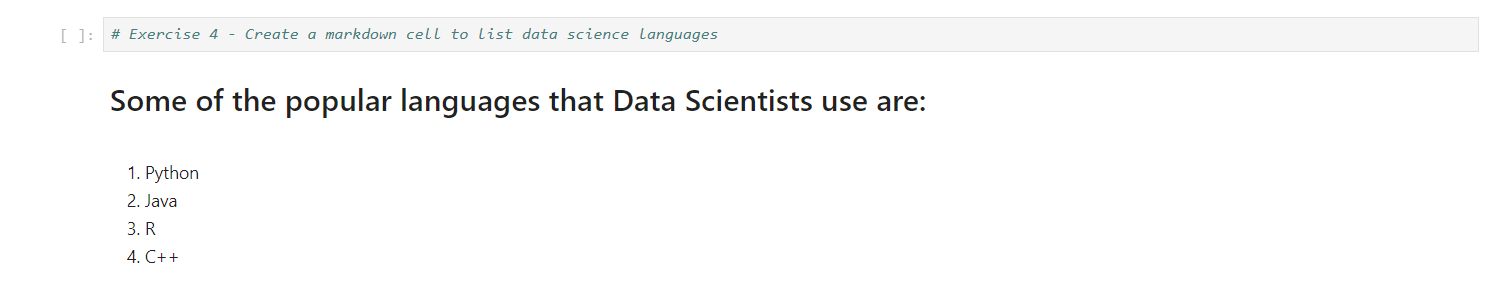 [ ]: # Exercise 4 - Create a markdown cell to list data science languages
Some of the popular languages that Data Scientists use are:
1. Python
2. Java
3. R
4. C++